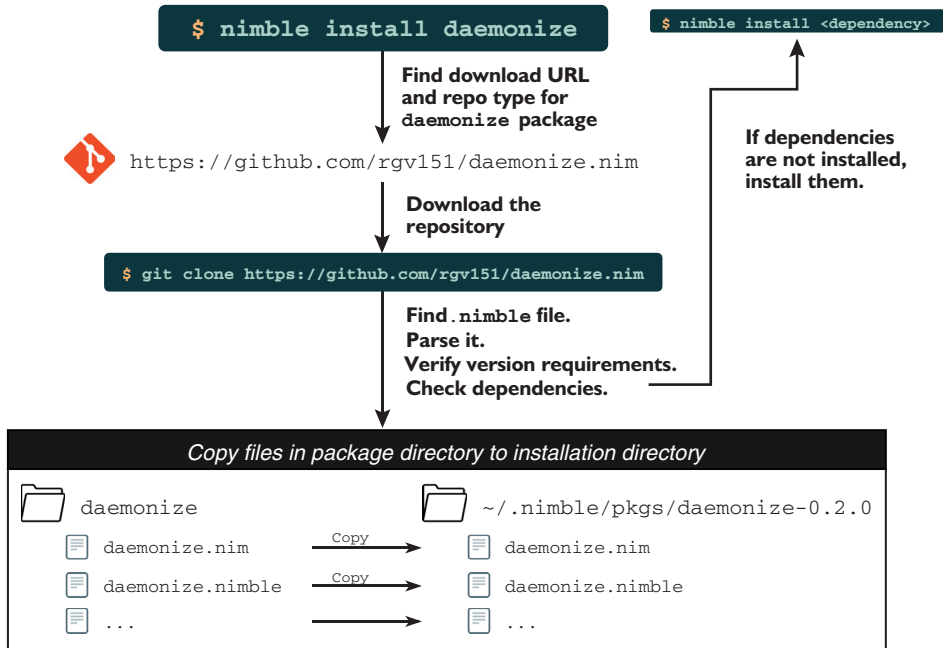 $ nimble install daemonize
$ nimble install <dependency>
Find download URL
and repo type for
daemonize package
If dependencies
are not installed,
install them.
https://github.com/rgv151/daemonize.nim
Download the
repository
$ git clone https://github.com/rgv151/daemonize.nim
Find .nimble file.
Parse it.
Verify version requirements.
Check dependencies.
Copy files in package directory to installation directory
daemonize
~/.nimble/pkgs/daemonize-0.2.0
daemonize.nim
Copy
daemonize.nim
daemonize.nimble
Copy
daemonize.nimble
...
...